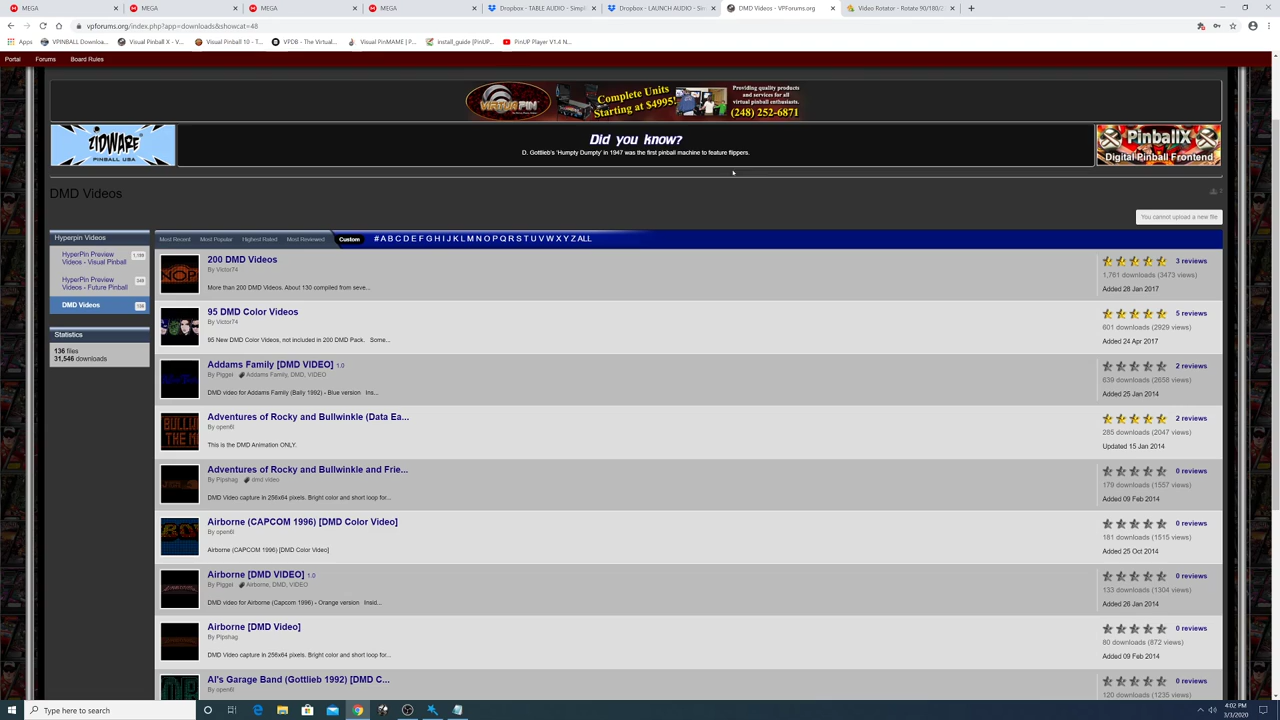 MEGA
MEGA
MEGA
MEGA
Dropbox - TABLE AUDIO - Simpl
Dropbox - LAUNCH AUDIO - Sim
DMD Videos - VPForums.org
Video Rotator - Rotate 90/180/2
vpforums.org/index.php?app=downloads&showcat=48
Apps
VPINBALL Downloa...
Visual Pinball X - V...
Visual Pinball 10 - T...
VPDB - The Virtual...
Visual PinMAME | P...
install_guide [PinUP...
PinUP Player V1.4 N...
Portal
Forums
Board Rules
VIRTUAPIN
Complete Units
Starting at $4995!
Providing quality products
and services for all
virtual pinball enthusiasts.
(248) 252-6871
ZIDWARE
PINBALL USA
Did you know?
D. Gottlieb's 'Humpty Dumpty' in 1947 was the first pinball machine to feature flippers.
PinballX
Digital Pinball Frontend
DMD Videos
You cannot upload a new file
Hyperpin Videos
HyperPin Preview
Videos - Visual Pinball
HyperPin Preview
Videos - Future Pinball
DMD Videos
136
Statistics
136 files
31,546 downloads
Most Recent
Most Popular
Highest Rated
Most Reviewed
Custom
# A B C D E F G H I J K L M N O P Q R S T U V W X Y Z ALL
200 DMD Videos
3 reviews
By Victor74
1,761 downloads (3473 views)
More than 200 DMD Videos. About 130 compiled from seve...
Added 28 Jan 2017
95 DMD Color Videos
5 reviews
By Victor74
601 downloads (2929 views)
95 New DMD Color Videos, not included in 200 DMD Pack. Some...
Added 24 Apr 2017
Addams Family [DMD VIDEO] 1.0
2 reviews
By Piggei
Addams Family, DMD, VIDEO
639 downloads (2658 views)
DMD video for Addams Family (Bally 1992) - Blue version Ins...
Added 25 Jan 2014
Adventures of Rocky and Bullwinkle (Data Ea...
2 reviews
By open6l
285 downloads (2047 views)
This is the DMD Animation ONLY.
Updated 15 Jan 2014
Adventures of Rocky and Bullwinkle and Frie...
0 reviews
By Pipshag
dmd video
179 downloads (1557 views)
DMD Video capture in 256x64 pixels. Bright color and short loop for...
Added 09 Feb 2014
Airborne (CAPCOM 1996) [DMD Color Video]
0 reviews
By open6l
181 downloads (1515 views)
Airborne (CAPCOM 1996) [DMD Color Video]
Added 25 Oct 2014
Airborne [DMD VIDEO] 1.0
0 reviews
By Piggei
Airborne, DMD, VIDEO
133 downloads (1304 views)
DMD video for Airborne (Capcom 1996) - Orange version Insid...
Added 26 Jan 2014
Airborne [DMD Video]
0 reviews
By Pipshag
80 downloads (872 views)
DMD Video capture in 256x64 pixels. Bright color and short loop for...
Added 09 Feb 2014
Al's Garage Band (Gottlieb 1992) [DMD C...
0 reviews
By open6l
120 downloads (1235 views)
Type here to search
4:02 PM
3/3/2020